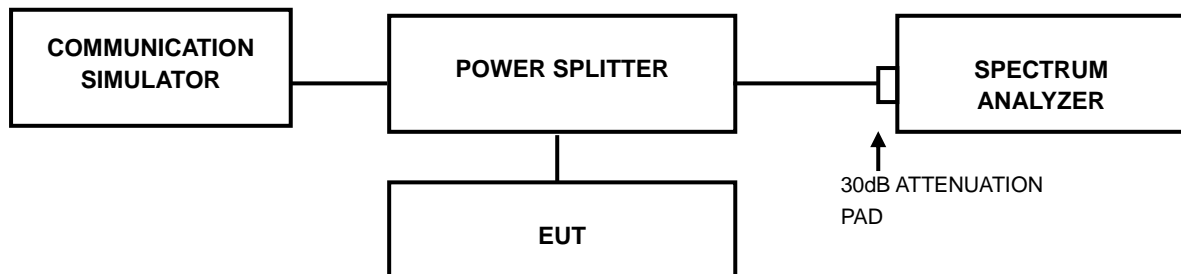 COMMUNICATION
SIMULATOR
POWER SPLITTER
SPECTRUM
ANALYZER
30dB ATTENUATION
PAD
EUT